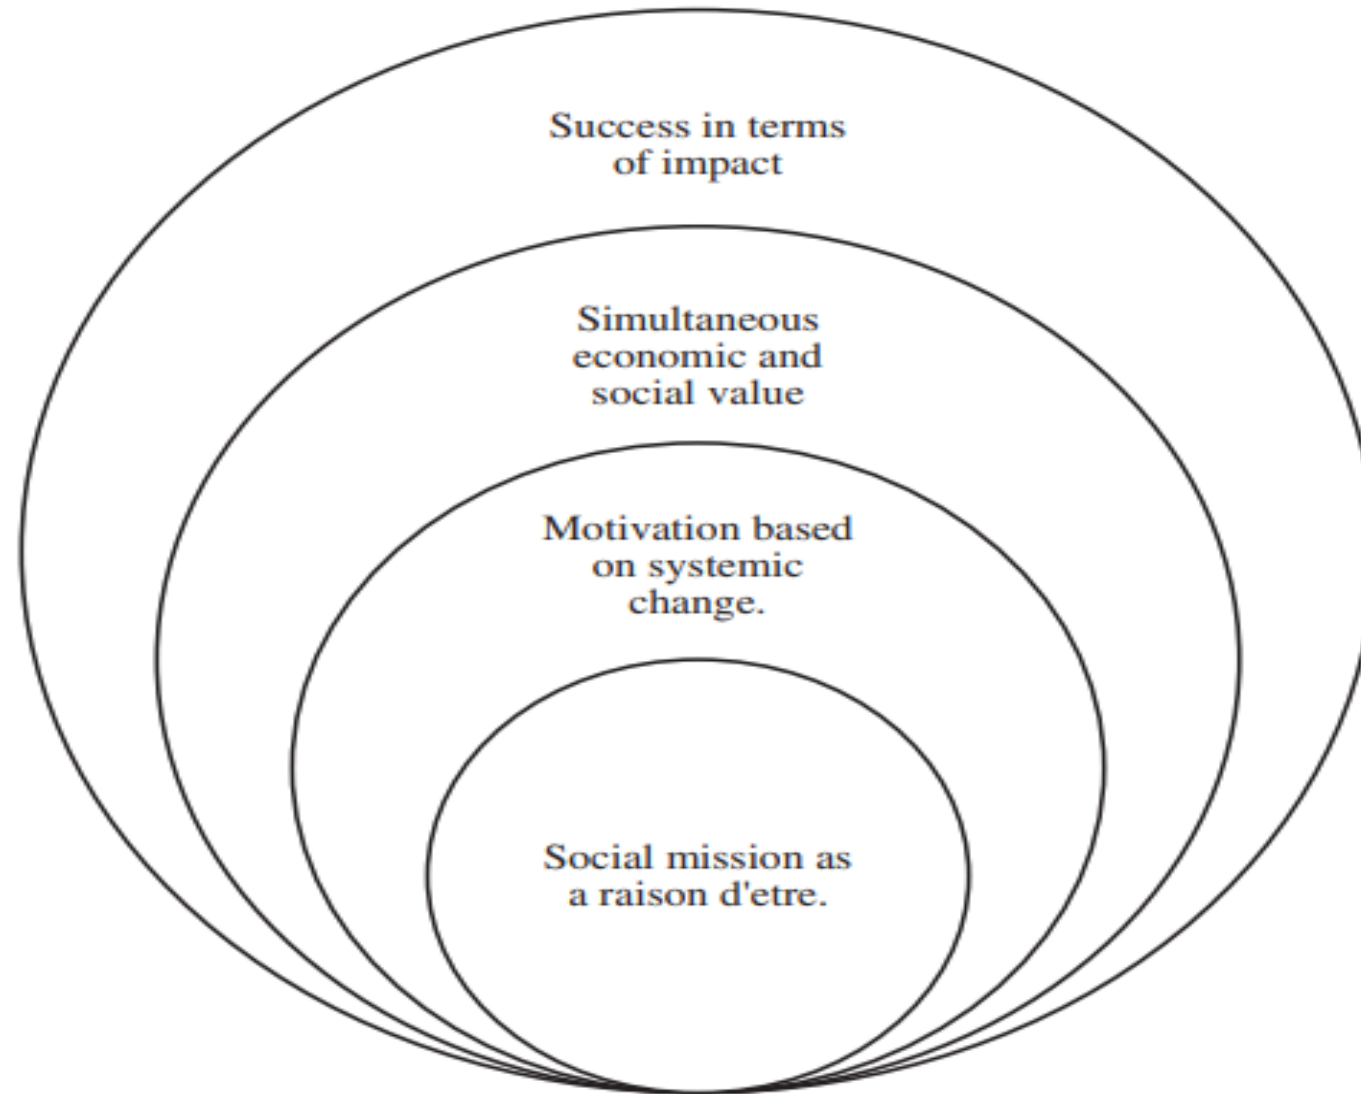 Success in terms
of impact
Simultaneous
economic and
social value
Motivation based
on systemic
change.
Social mission as
a raison d'etre.